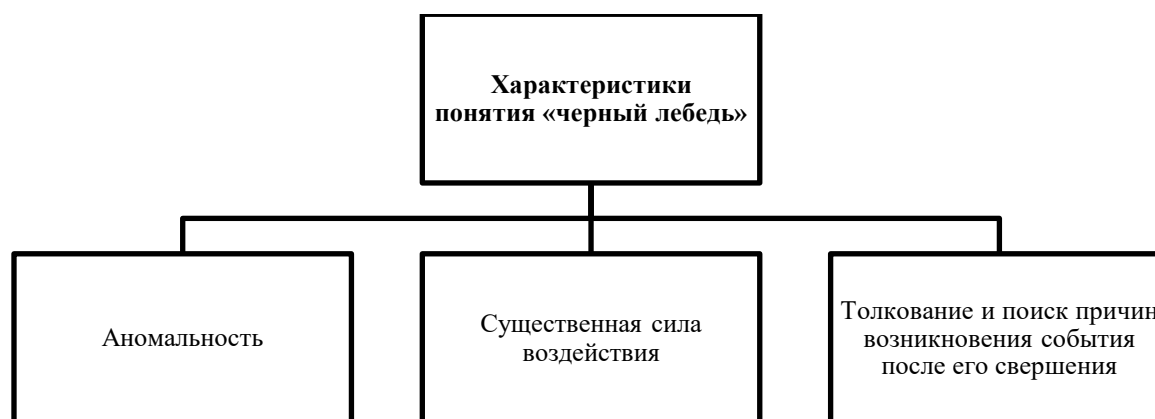 Характеристики
понятия «черный лебедь»
Аномальность
Существенная сила
воздействия
Толкование и поиск причин
возникновения события
после его свершения